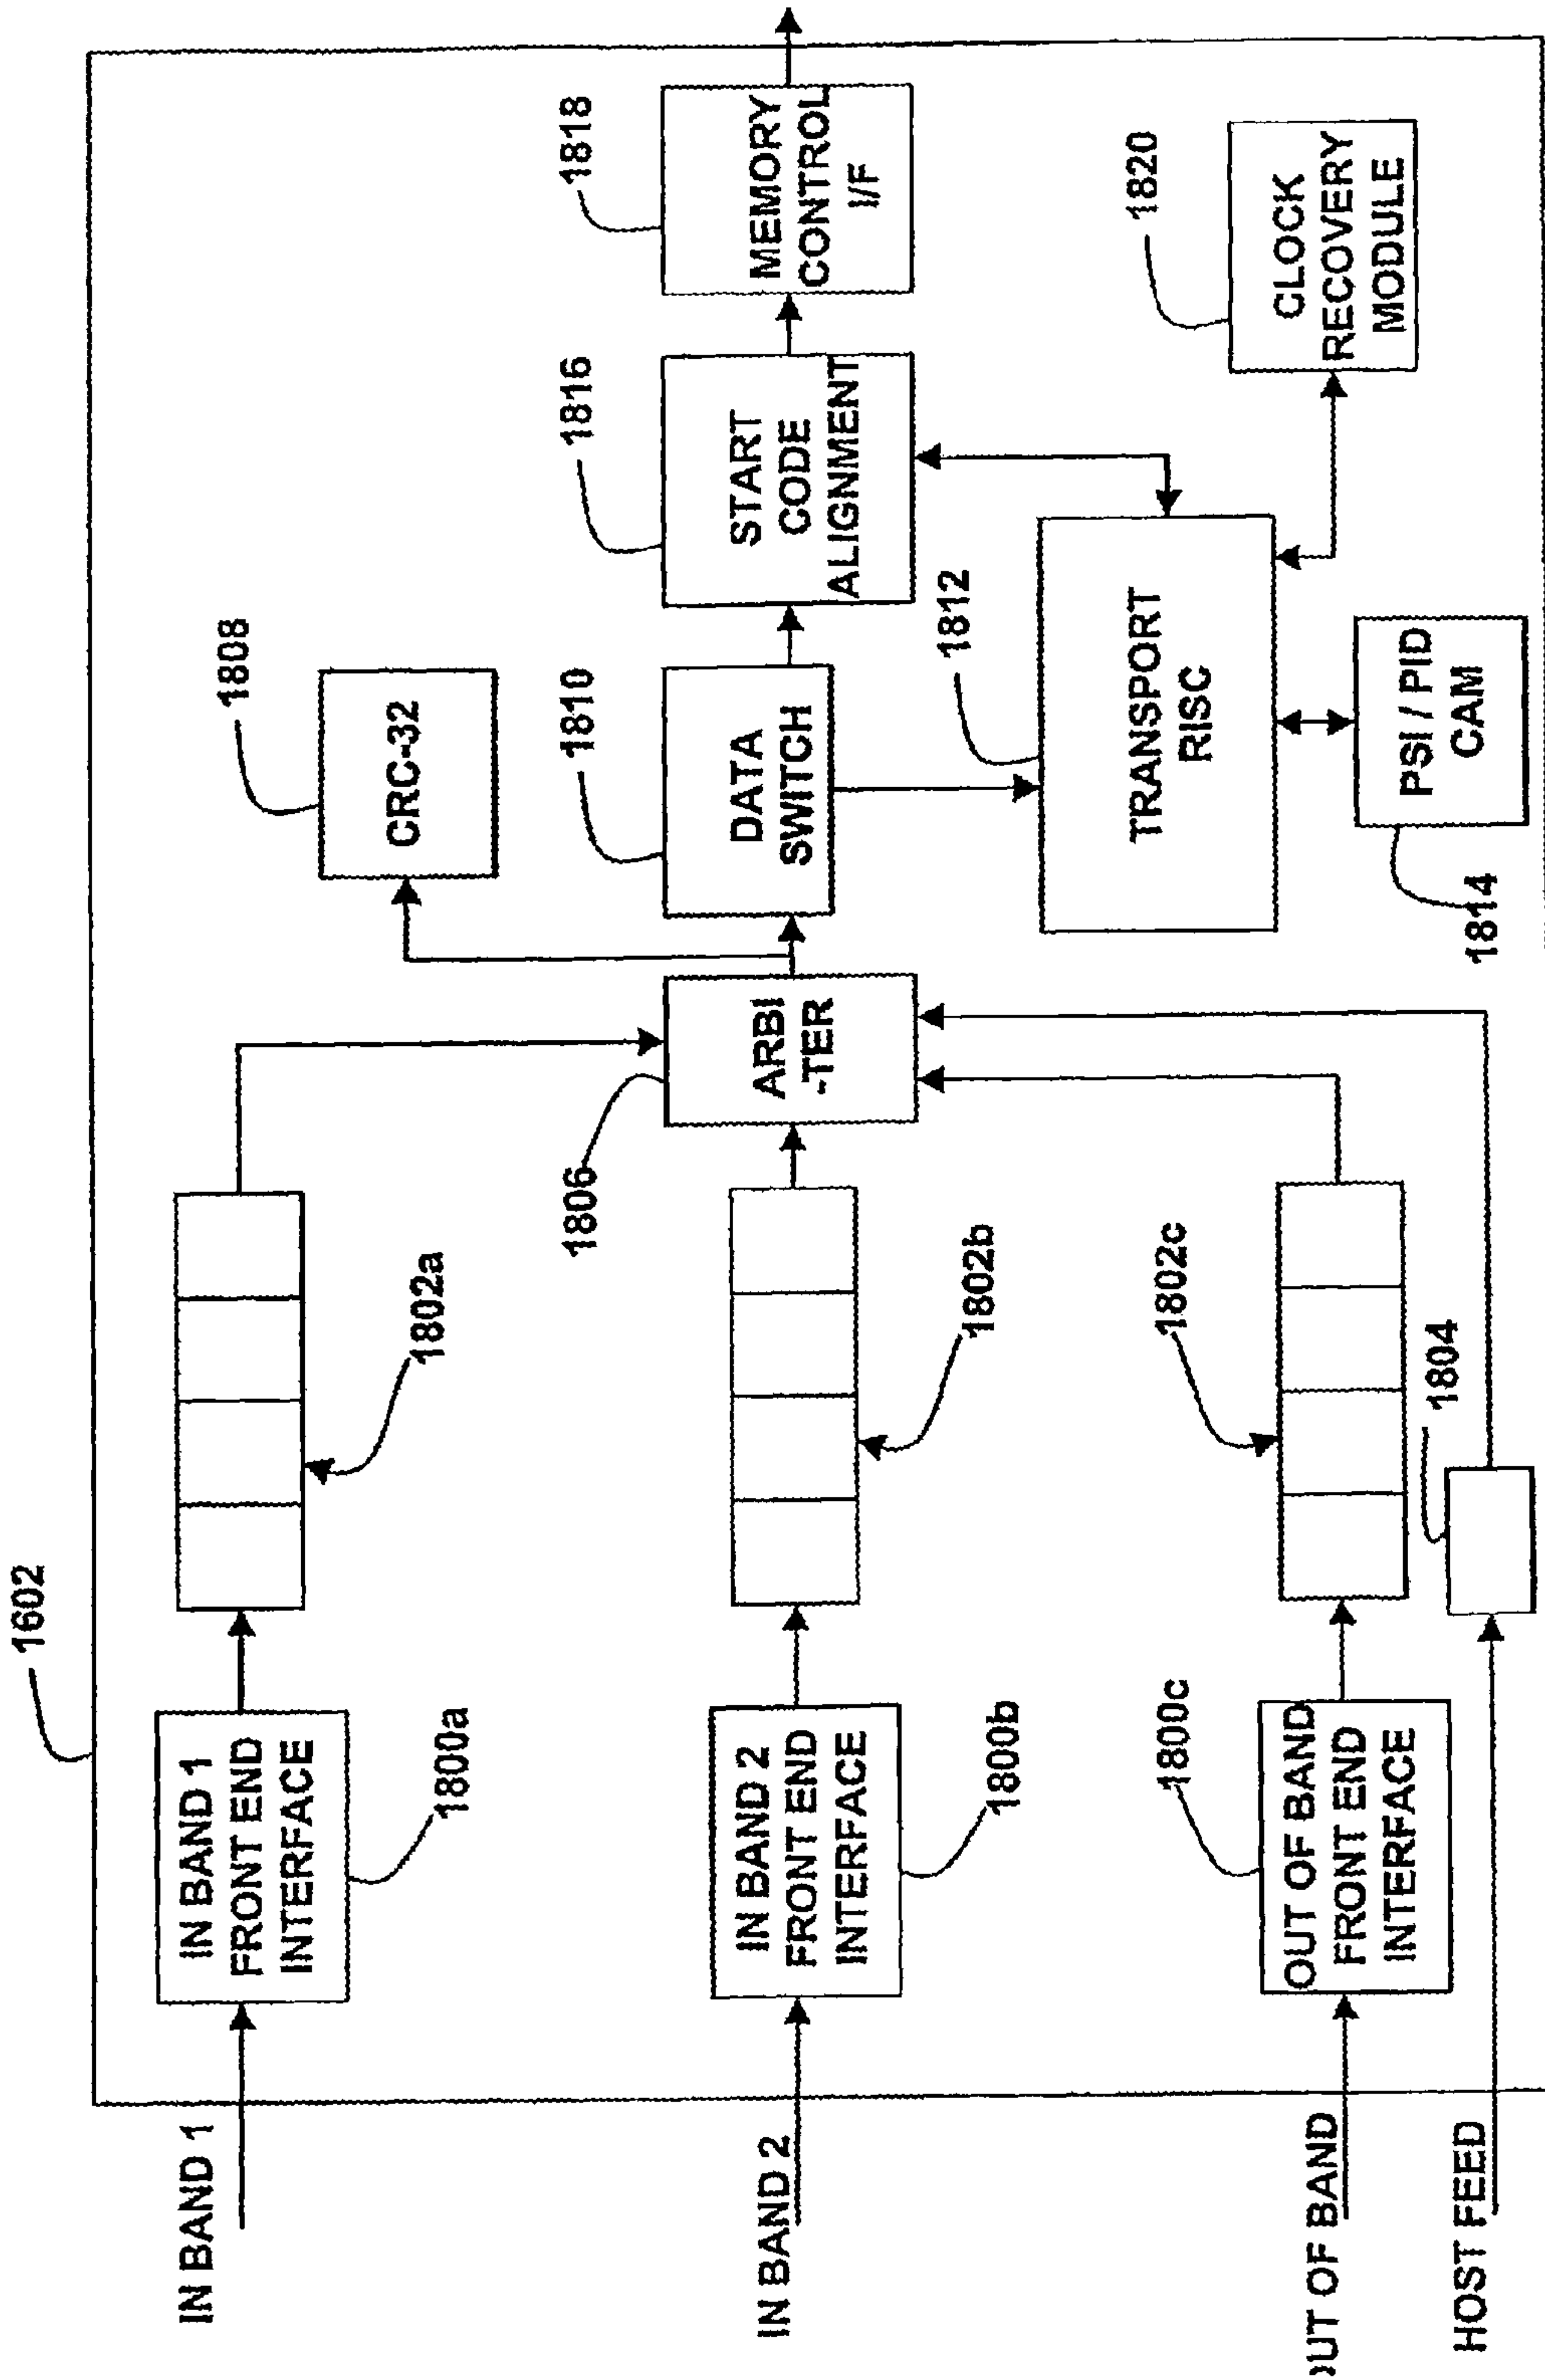 1602
IN BAND 1
IN BAND 1
FRONT END
INTERFACE
1800a
1802a
1808
CRC-32
IN BAND 2
IN BAND 2
FRONT END
INTERFACE
1800b
1802b
1806
ARBI
-TER
1810
DATA
SWITCH
1816
START
CODE
ALIGNMENT
1818
MEMORY
CONTROL
I/F
1812
TRANSPORT
RISC
1820
CLOCK
RECOVERY
MODULE
1814
PSI / PID
CAM
OUT OF BAND
OUT OF BAND
FRONT END
INTERFACE
1800c
1802c
HOST FEED
1804